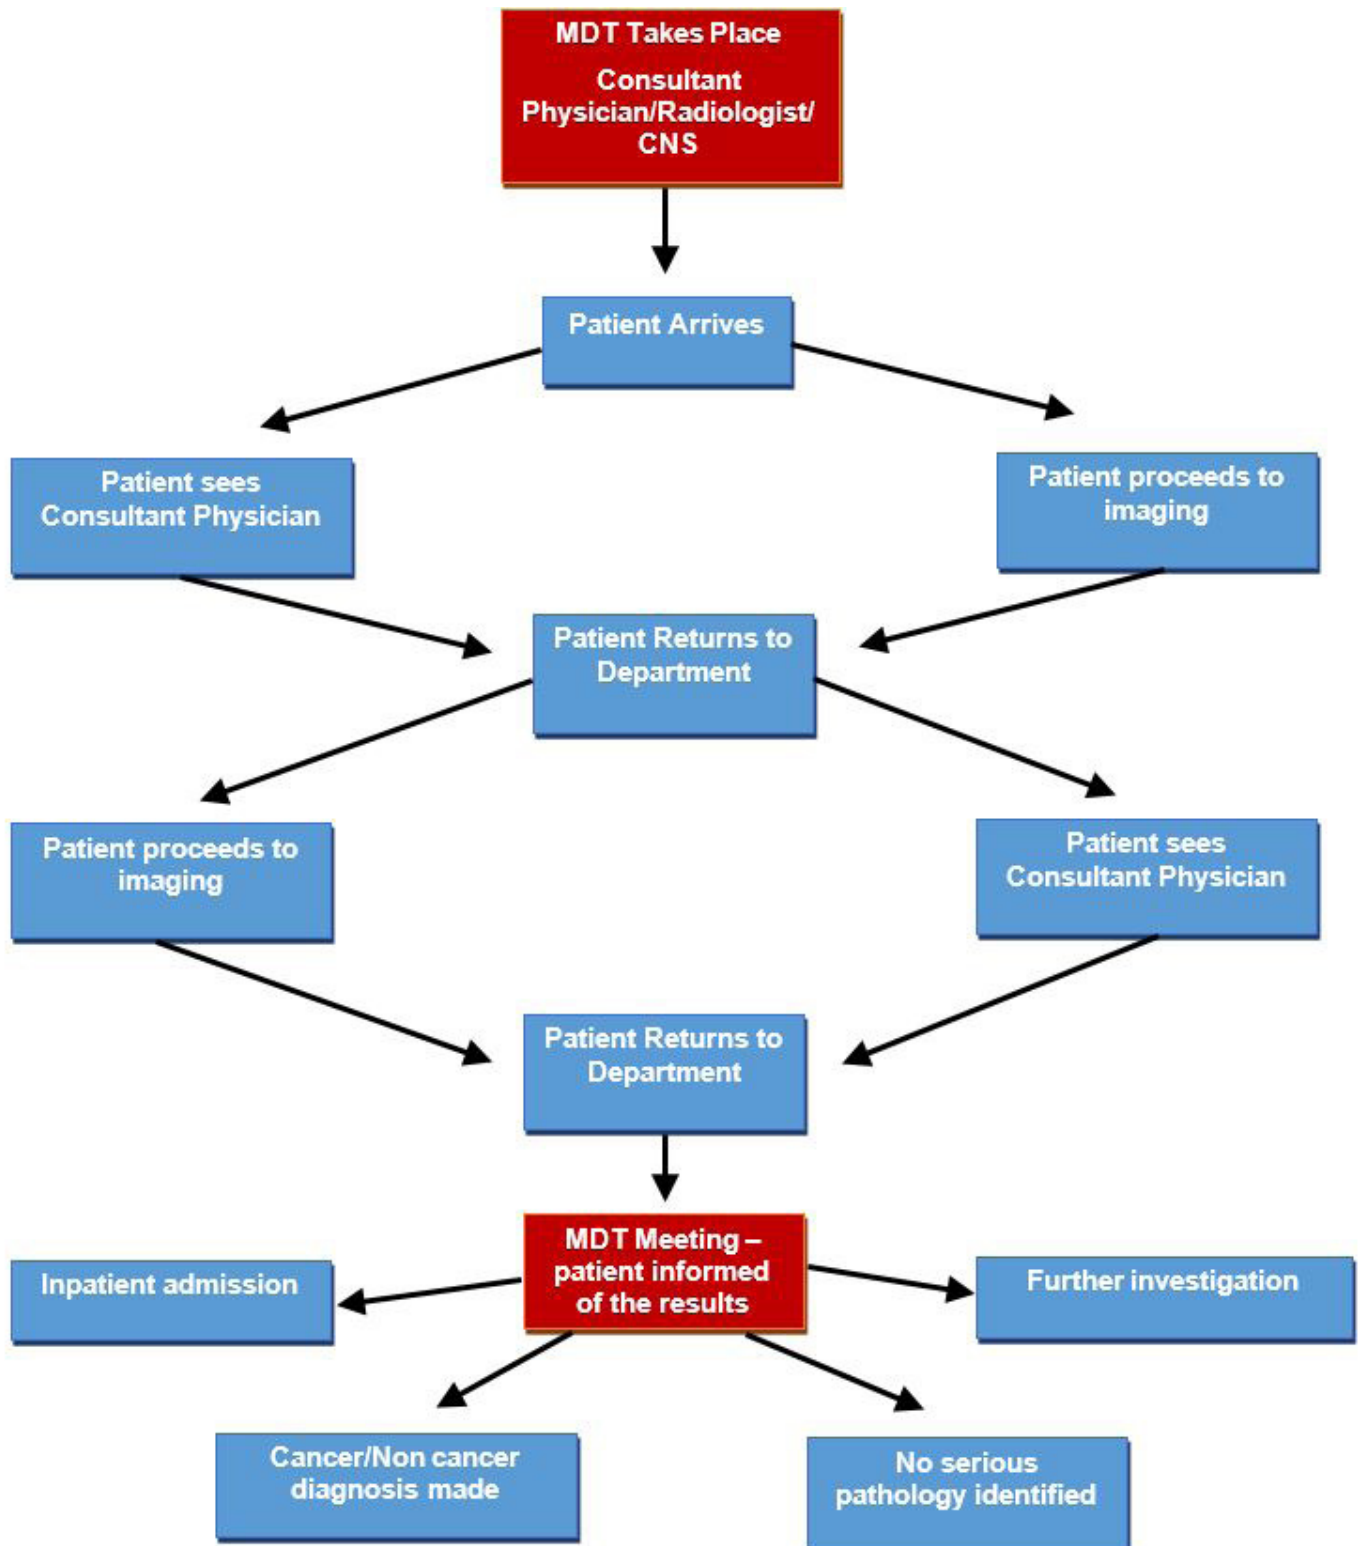 MDT Takes Place
Consultant
Physician/Radiologist/
CNS
Patient Arrives
Patient sees
Consultant Physician
Patient proceeds to
imaging
Patient Returns to
Department
Patient proceeds to
imaging
Patient sees
Consultant Physician
Patient Returns to
Department
MDT Meeting –
patient informed
of the results
Inpatient admission
Further investigation
Cancer/Non cancer
diagnosis made
No serious
pathology identified